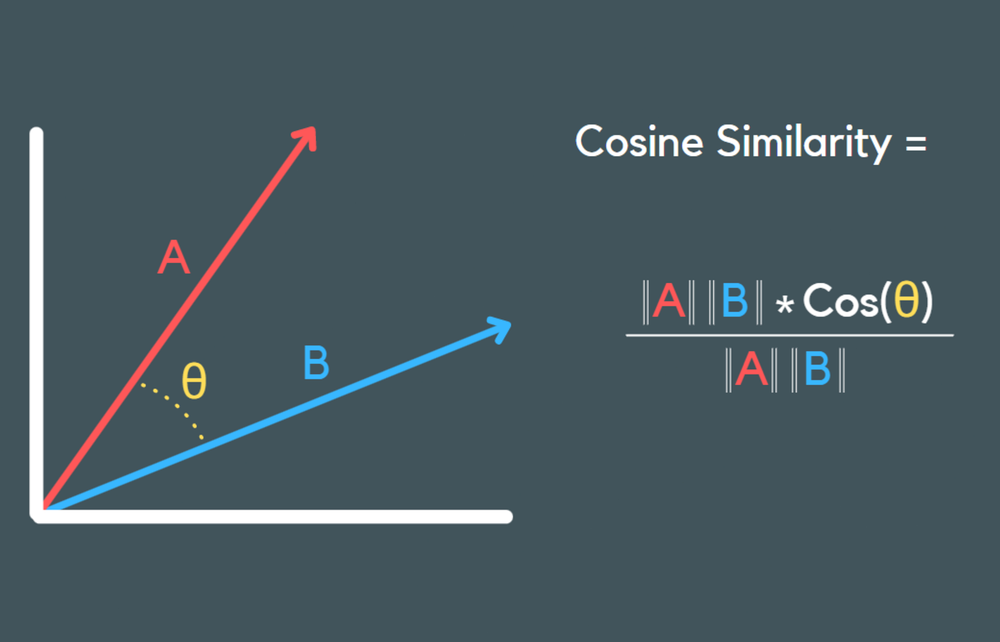 Cosine Similarity =
A
‖A‖ ‖B‖ * Cos(θ)
B
θ
‖A‖ ‖B‖